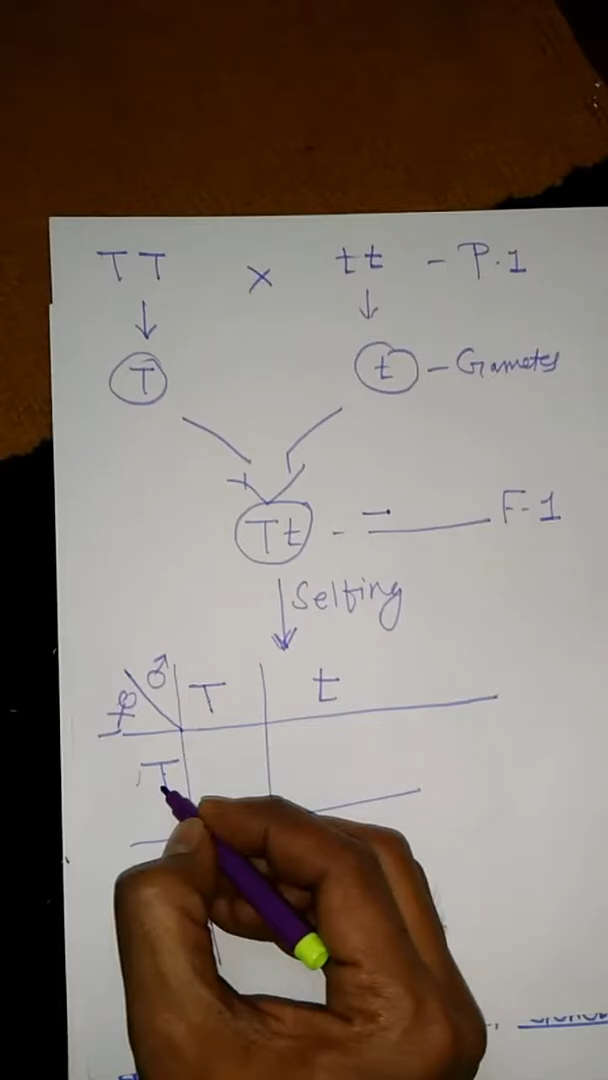 TT × tt - P.1
T t - Gametes
Tt - F-1
Selfing
♀ ♂ T t
T